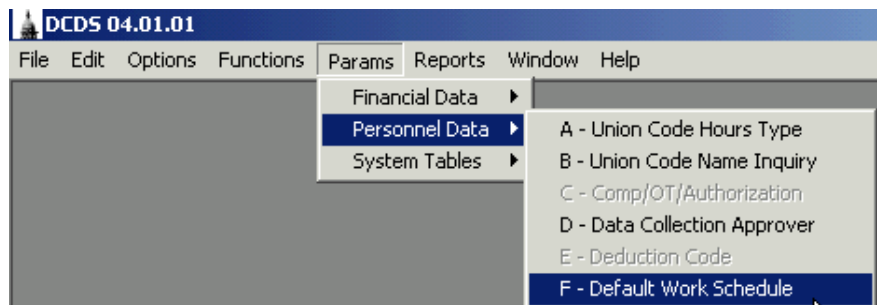 DCDS 04.01.01
File Edit Options Functions Params Reports Window Help
Financial Data
Personnel Data
System Tables
A - Union Code Hours Type
B - Union Code Name Inquiry
C - Comp/OT/Authorization
D - Data Collection Approver
E - Deduction Code
F - Default Work Schedule